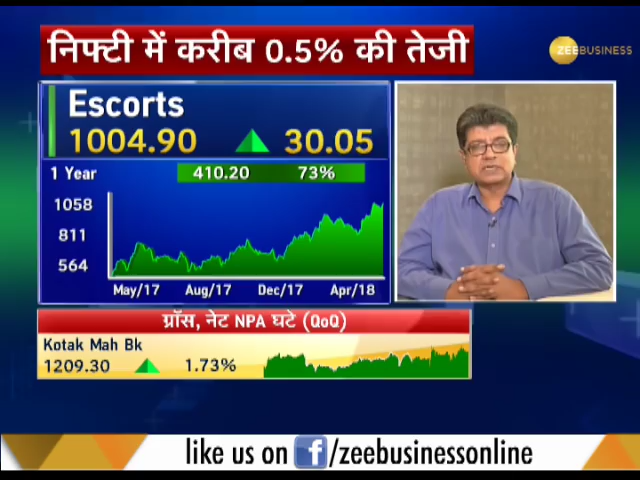 निफ्टी में करीब 0.5% की तेजी
ZEEBUSINESS
Escorts
1004.90 30.05
1 Year 410.20 73%
1058
811
564
May/17 Aug/17 Dec/17 Apr/18
ग्रॉस, नेट NPA घटे (QoQ)
Kotak Mah Bk
1209.30 1.73%
like us on f/zeebusinessonline